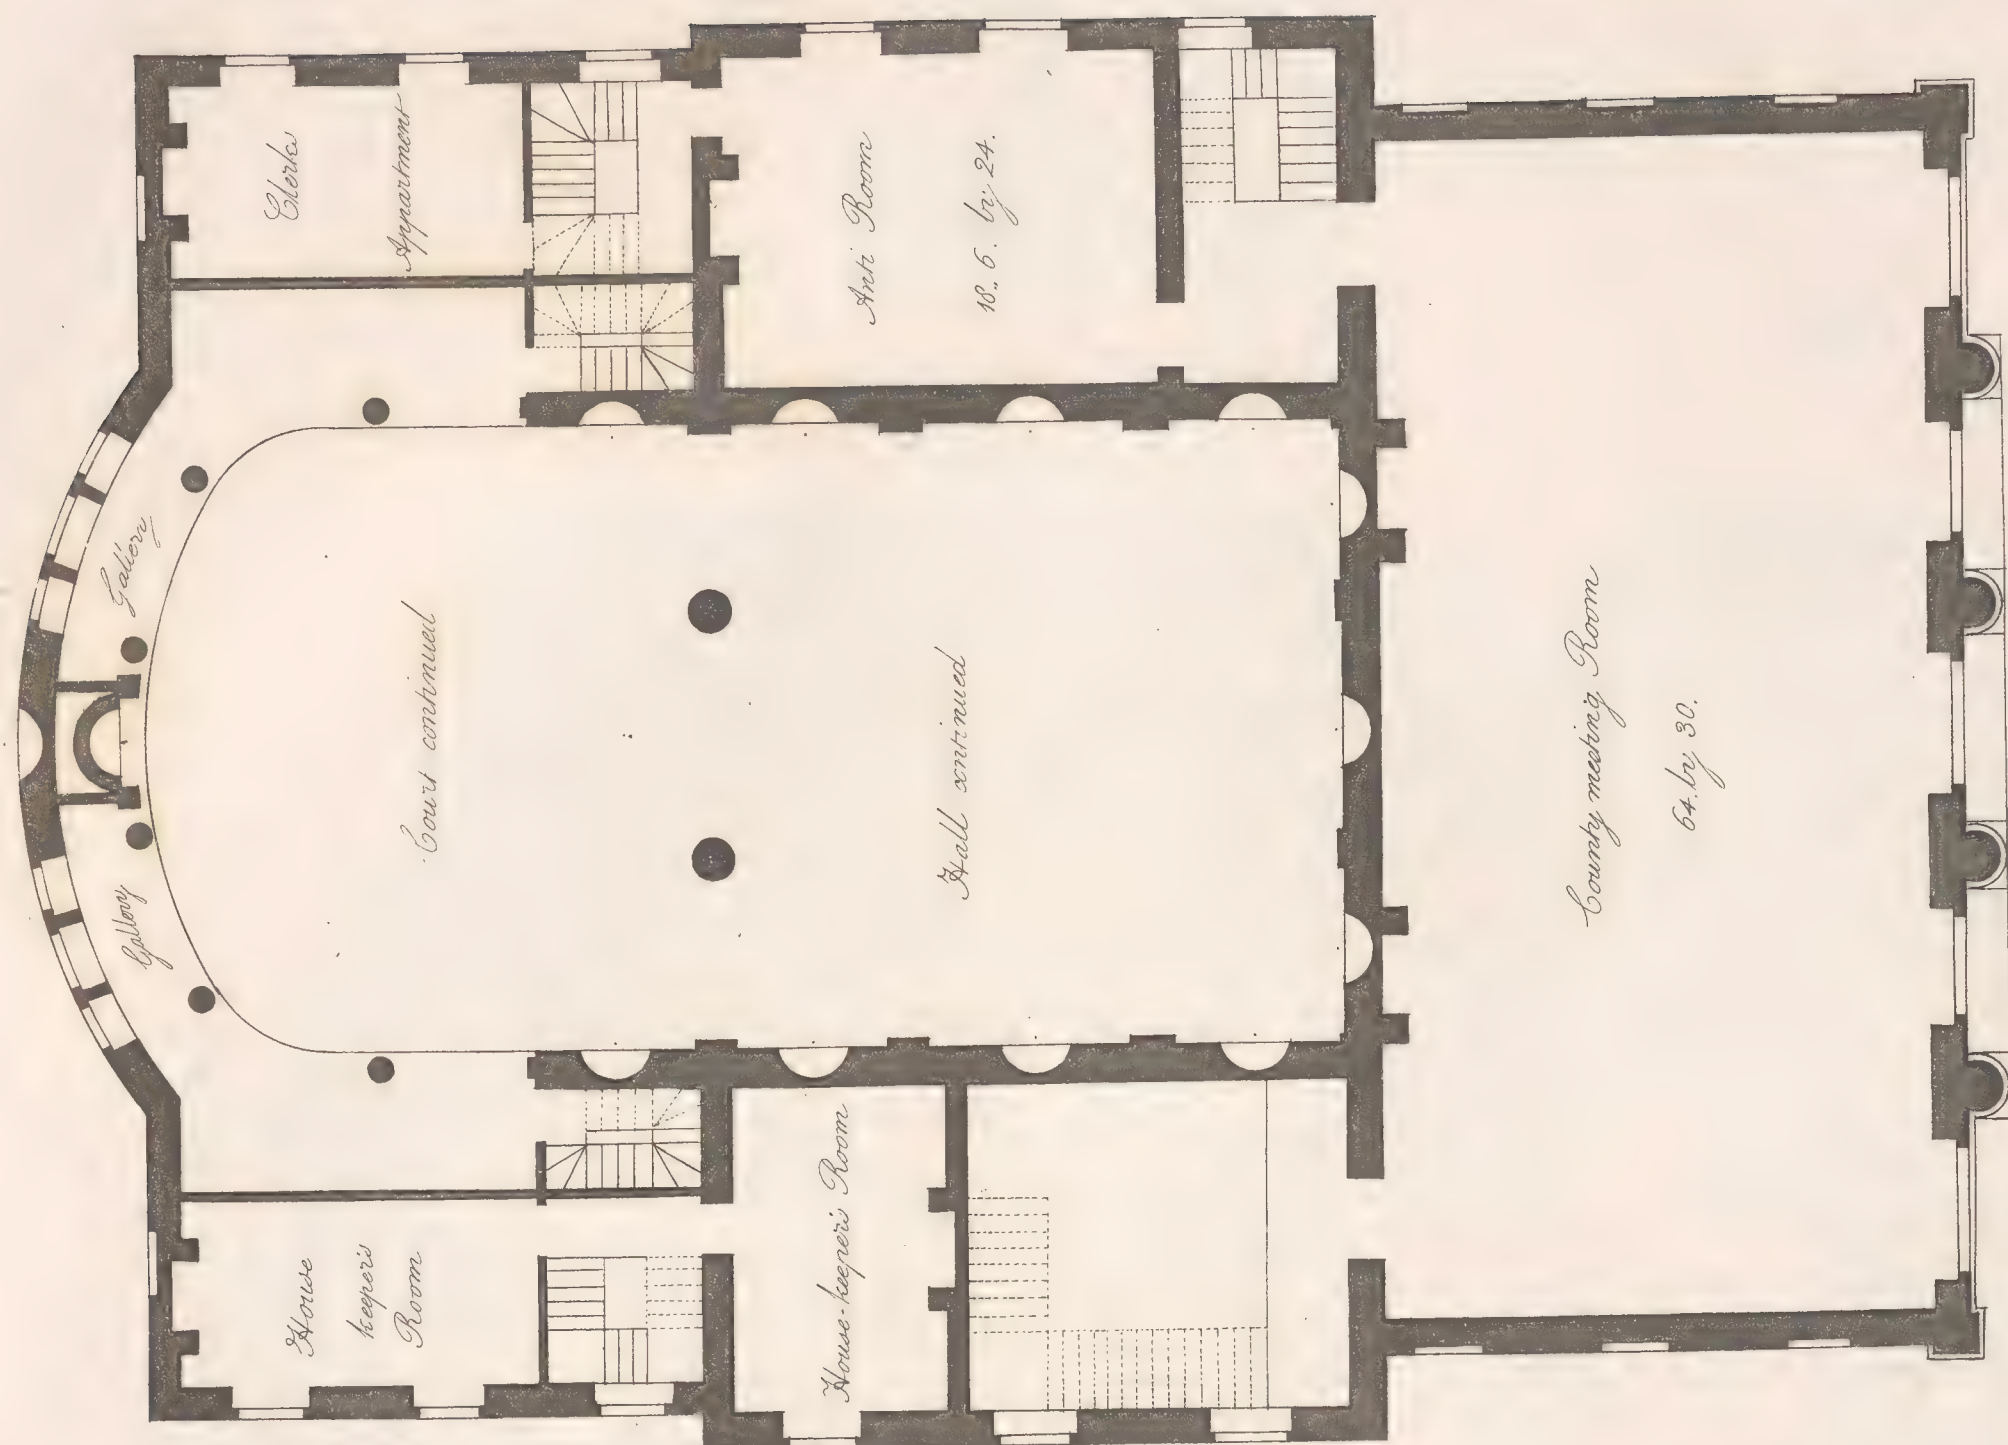 Clerks
Appartment
Anti Room
18,, 6. by 24.
Gallery
Court continued
Hall continued
County meeting Room
64. by 30.
Gallery
House
keeper's
Room
House-keeper's Room